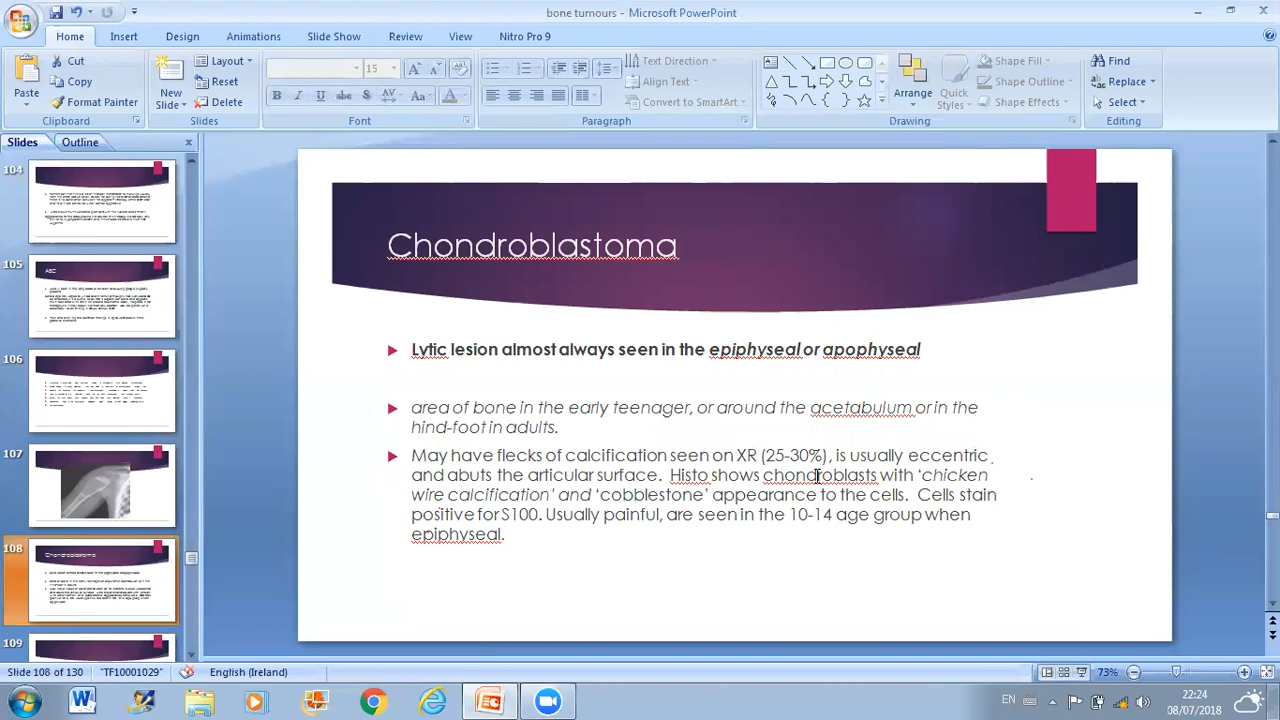 bone tumours - Microsoft PowerPoint
Home Insert Design Animations Slide Show Review View Nitro Pro 9
Cut
Copy
Format Painter
Paste
Clipboard
New Slide
Layout
Reset
Delete
Slides
15
B I U abc AV Aa A
Font
Text Direction
Align Text
Convert to SmartArt
Paragraph
Arrange
Quick Styles
Shape Fill
Shape Outline
Shape Effects
Drawing
Find
Replace
Select
Editing
Slides Outline
104
105
ABC
106
107
108
Chondroblastoma
109
Chondroblastoma
Lytic lesion almost always seen in the epiphyseal or apophyseal
area of bone in the early teenager, or around the acetabulum or in the
hind-foot in adults.
May have flecks of calcification seen on XR (25-30%), is usually eccentric
and abuts the articular surface. Histo shows chondroblasts with ‘chicken
wire calcification’ and ‘cobblestone’ appearance to the cells. Cells stain
positive for S100. Usually painful, are seen in the 10-14 age group when
epiphyseal.
Slide 108 of 130 "TF10001029" English (Ireland) 73%
EN 22:24
08/07/2018